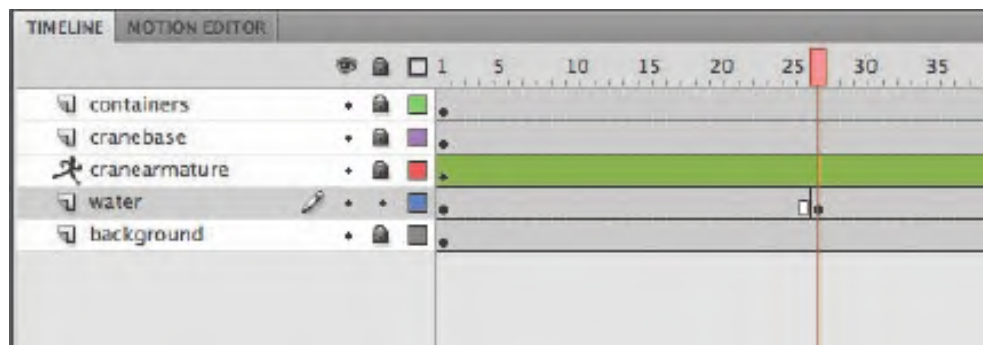 TIMELINE MOTION EDITOR
1 5 10 15 20 25 30 35
containers
cranebase
cranearmature
water
background